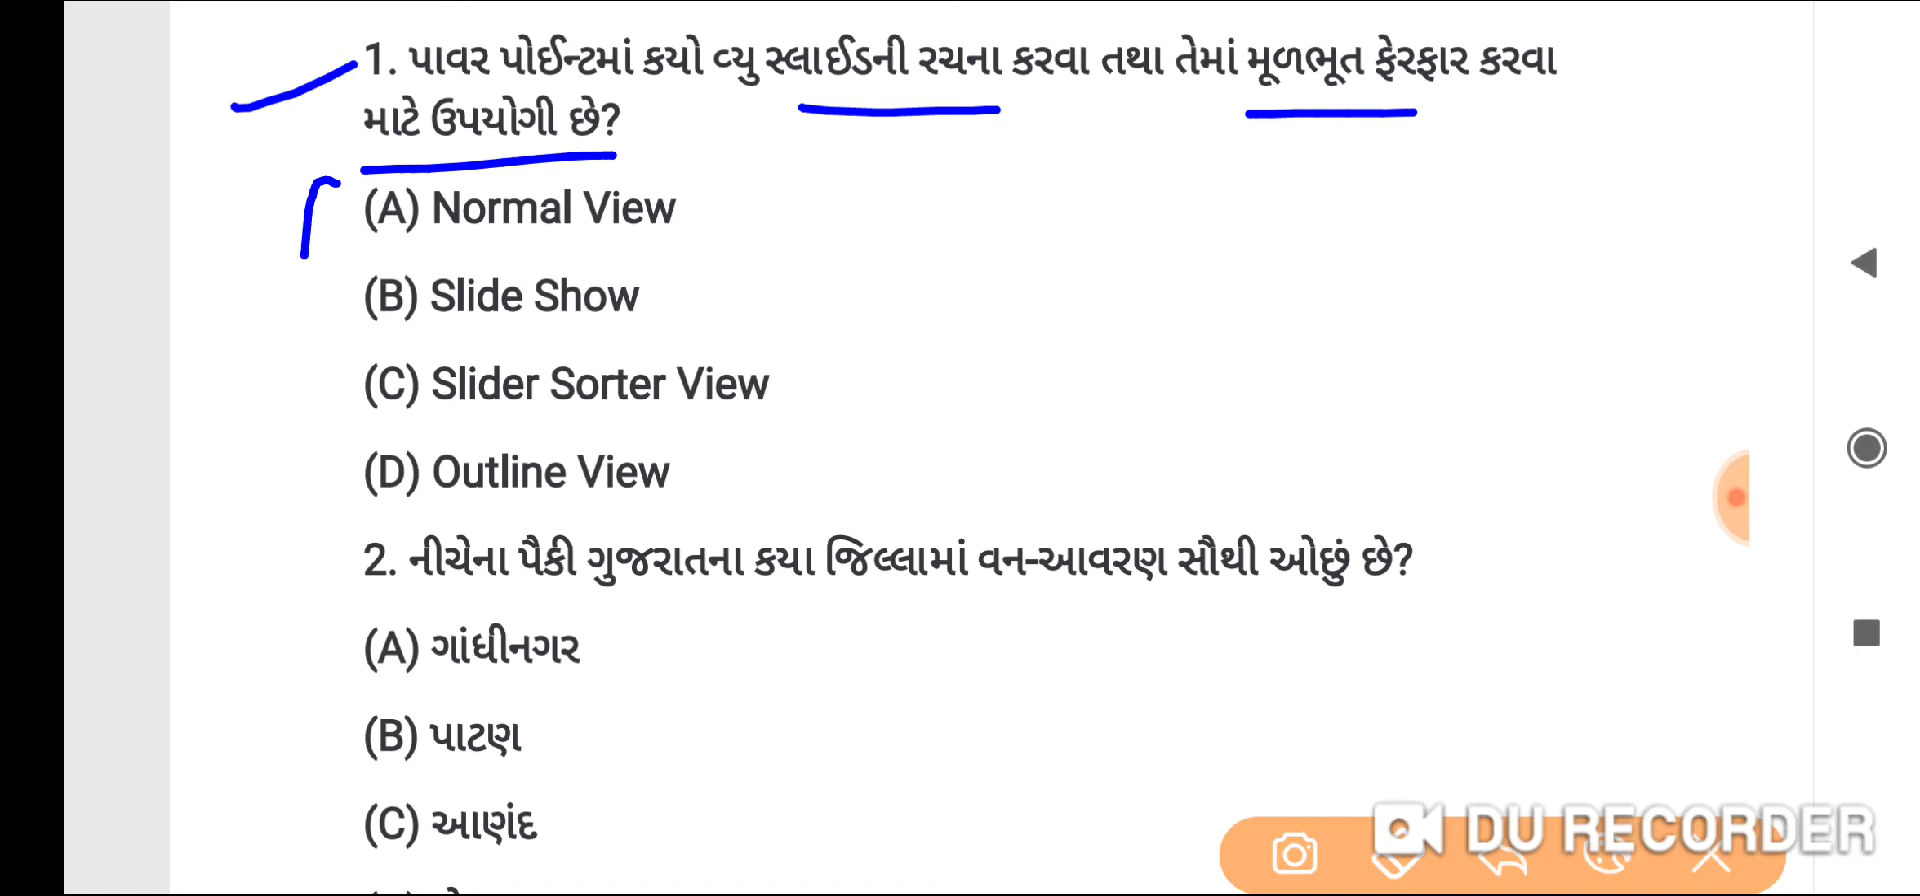 1. પાવર પોઈન્ટમાં કયો વ્યુ સ્લાઈડની રચના કરવા તથા તેમાં મૂળભૂત ફેરફાર કરવા
માટે ઉપયોગી છે?
(A) Normal View
(B) Slide Show
(C) Slider Sorter View
(D) Outline View
2. નીચેના પૈકી ગુજરાતના કયા જિલ્લામાં વન-આવરણ સૌથી ઓછું છે?
(A) ગાંધીનગર
(B) પાટણ
(C) આણંદ
DU RECORDER